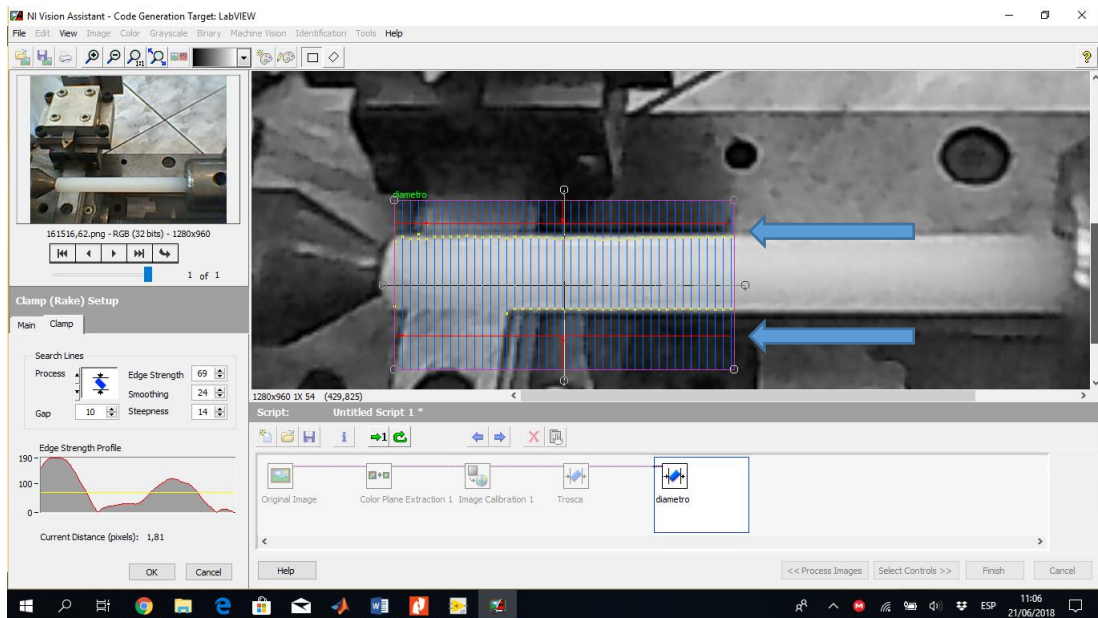 NI Vision Assistant - Code Generation Target: LabVIEW
File Edit View Image Color Grayscale Binary Machine Vision Identification Tools Help
161516,62.png - RGB (32 bits) - 1280x960
1 of 1
Clamp (Rake) Setup
Main Clamp
Search Lines
Process
Edge Strength 69
Smoothing 24
Gap 10
Steepness 14
Edge Strength Profile
190
100
0
Current Distance (pixels): 1,81
OK Cancel
diametro
1280x960 1X 54 (429,825)
Script: Untitled Script 1 *
1
Original Image
Color Plane Extraction 1
Image Calibration 1
Trosca
diametro
Help
<< Process Images
Select Controls >>
Finish
Cancel
ESP
11:06
21/06/2018